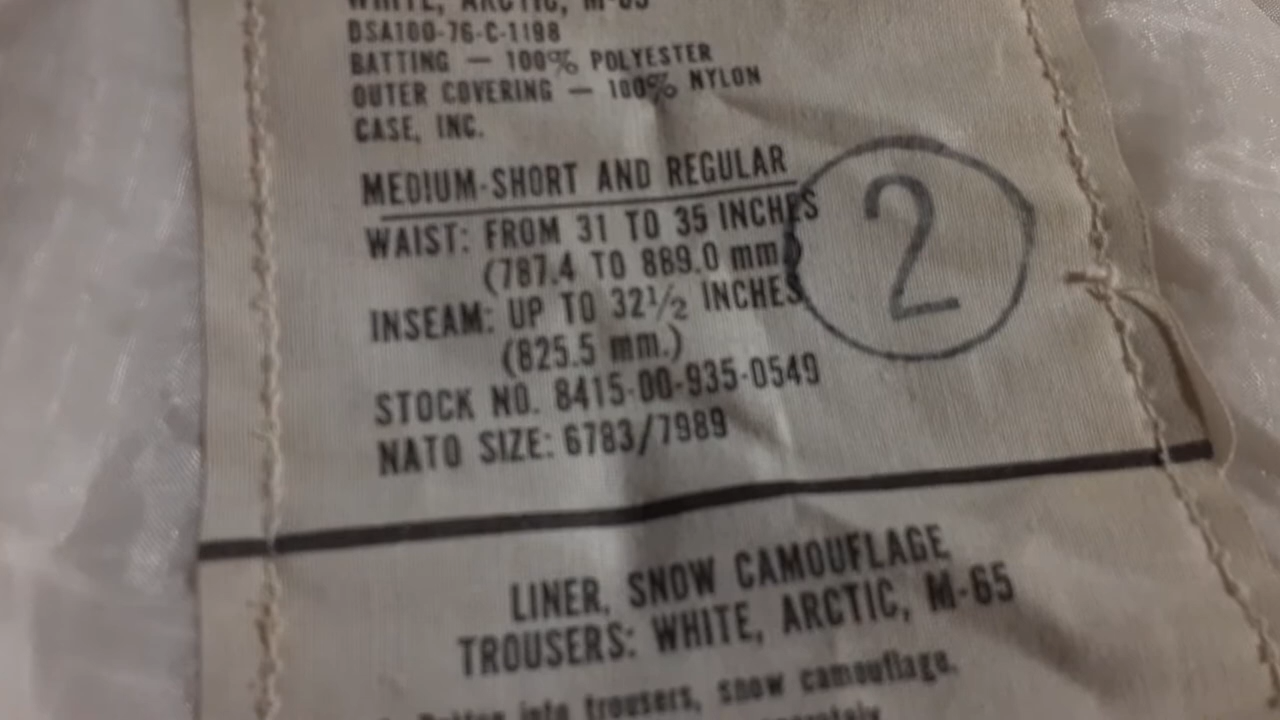 WHITE, ARCTIC, M-65
DSA100-76-C-1198
BATTING — 100% POLYESTER
OUTER COVERING — 100% NYLON
CASE, INC.
MEDIUM-SHORT AND REGULAR
WAIST: FROM 31 TO 35 INCHES
(787.4 TO 889.0 mm.)
INSEAM: UP TO 32½ INCHES
(825.5 mm.)
STOCK NO. 8415-00-935-0549
NATO SIZE: 6783/7989
2
LINER, SNOW CAMOUFLAGE
TROUSERS: WHITE, ARCTIC, M-65
into trousers, snow camouflage.